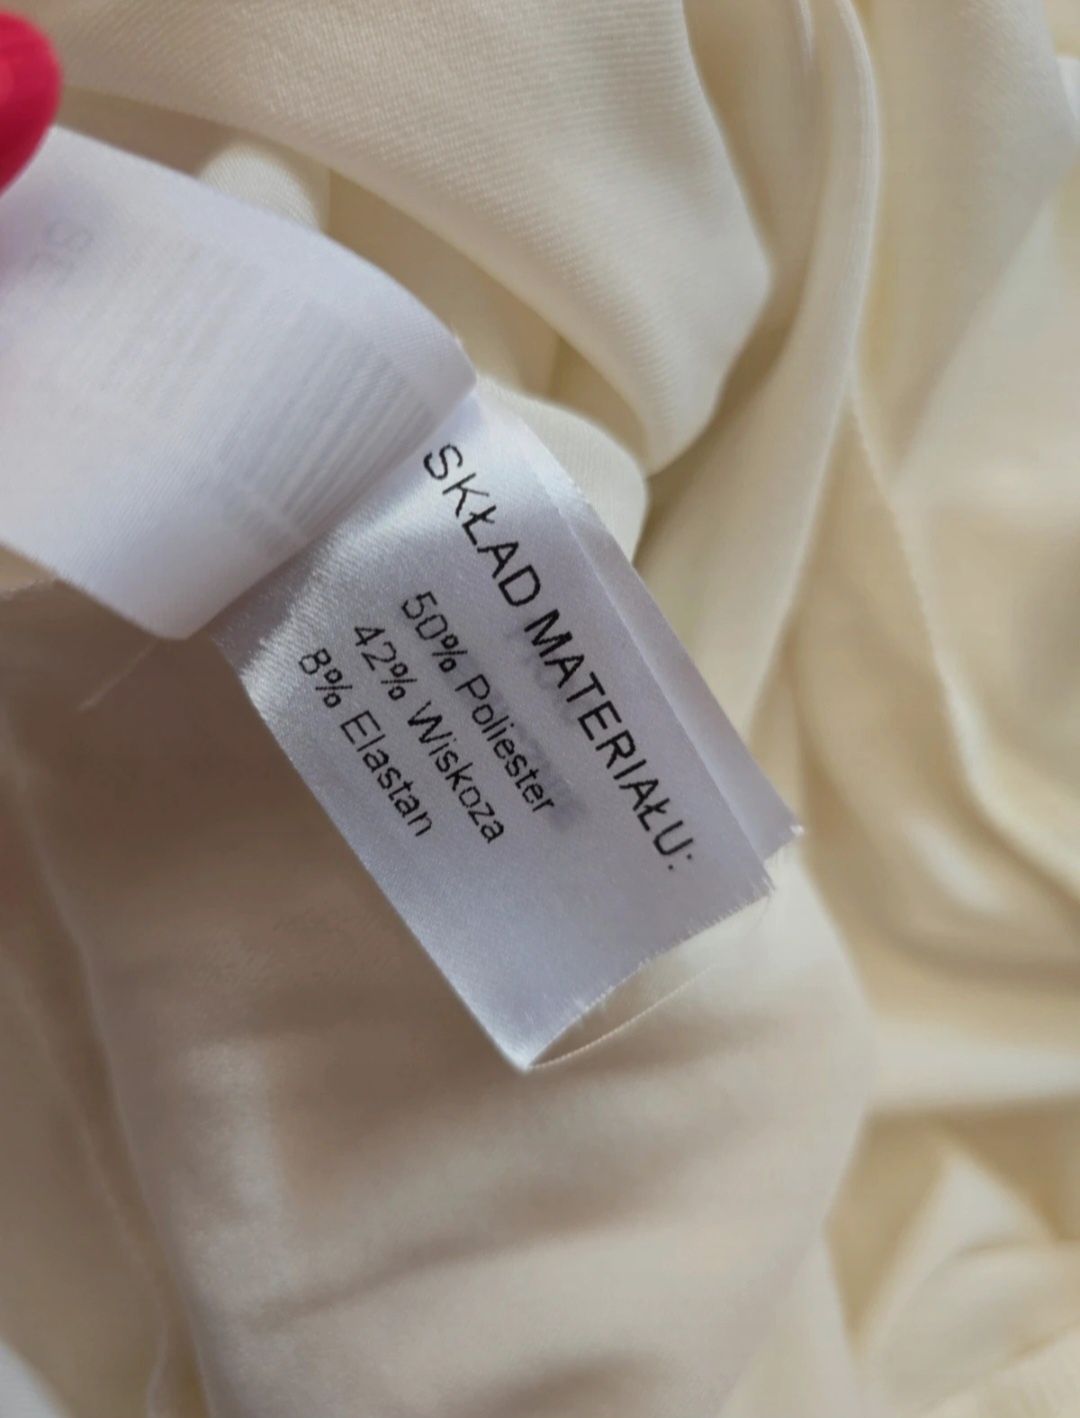 SKŁAD MATERIAŁU:
50% Poliester
42% Wiskoza
8% Elastan